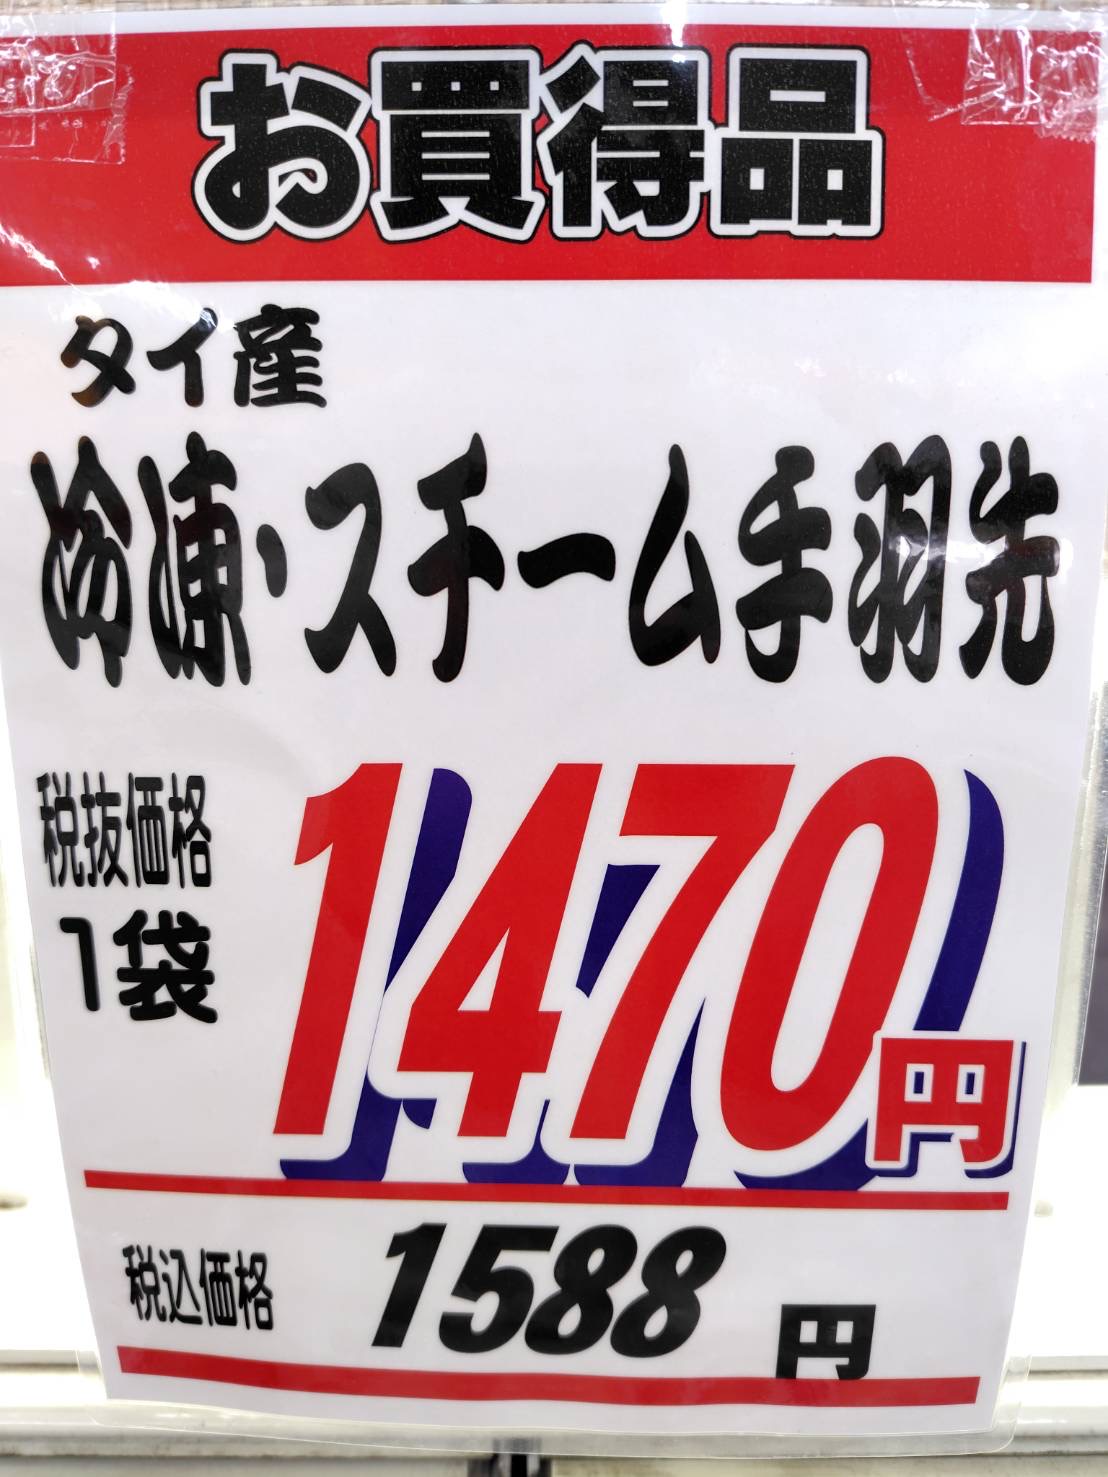 お買得品
タイ産
冷凍・スチーム手羽先
税抜価格
1袋
1470円
税込価格 1588円